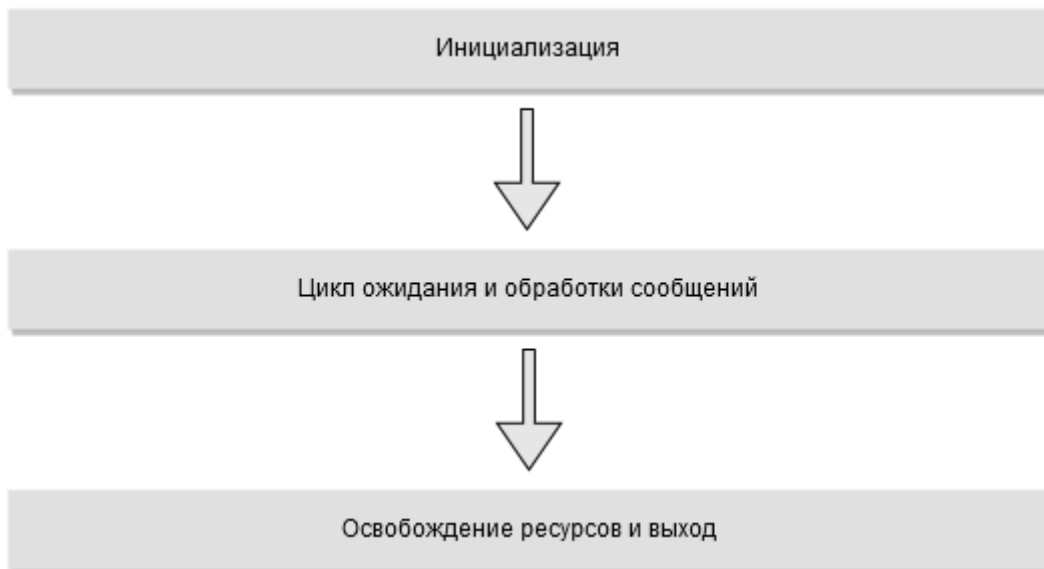 Инициализация
Цикл ожидания и обработки сообщений
Освобождение ресурсов и выход